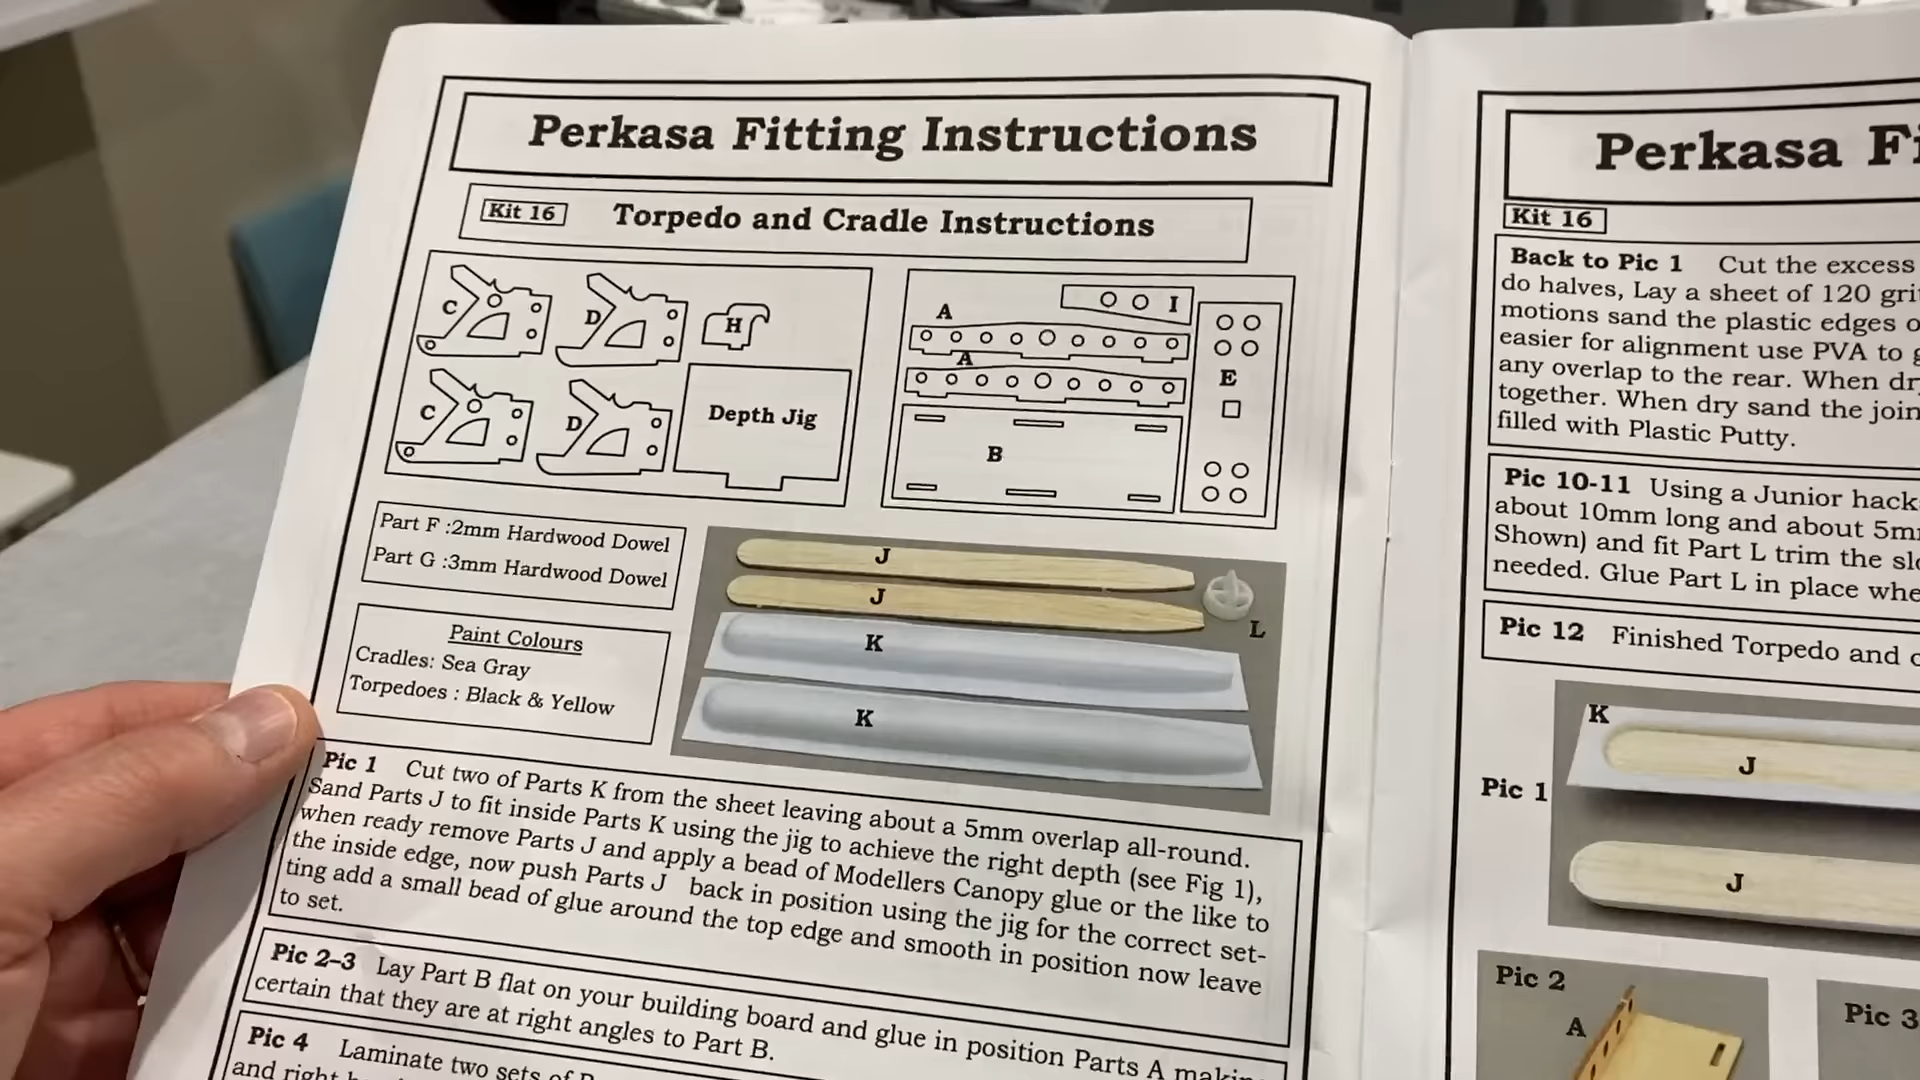 Perkasa Fitting Instructions
Kit 16 Torpedo and Cradle Instructions
C D H
C D Depth Jig
A I
A
E
B
Part F :2mm Hardwood Dowel
Part G :3mm Hardwood Dowel
Paint Colours
Cradles: Sea Gray
Torpedoes : Black & Yellow
J
J
L
K
K
Pic 1 Cut two of Parts K from the sheet leaving about a 5mm overlap all-round.
Sand Parts J to fit inside Parts K using the jig to achieve the right depth (see Fig 1),
when ready remove Parts J and apply a bead of Modellers Canopy glue or the like to
the inside edge, now push Parts J back in position using the jig for the correct set-
ting add a small bead of glue around the top edge and smooth in position now leave
to set.
Pic 2-3 Lay Part B flat on your building board and glue in position Parts A
certain that they are at right angles to Part B.
Pic 4 Laminate two sets of
and right
Perkasa
Kit 16
Back to Pic 1 Cut the excess
do halves, Lay a sheet of 120
motions sand the plastic edges
easier for alignment use PVA to
any overlap to the rear. When
together. When dry sand the
filled with Plastic Putty.
Pic 10-11 Using a Junior
about 10mm long and about
Shown) and fit Part L trim the
needed. Glue Part L in place
Pic 12 Finished Torpedo and
K
J
Pic 1
J
Pic 2
A
Pic 3